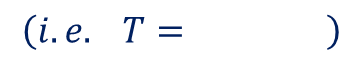 (i.e. T = )